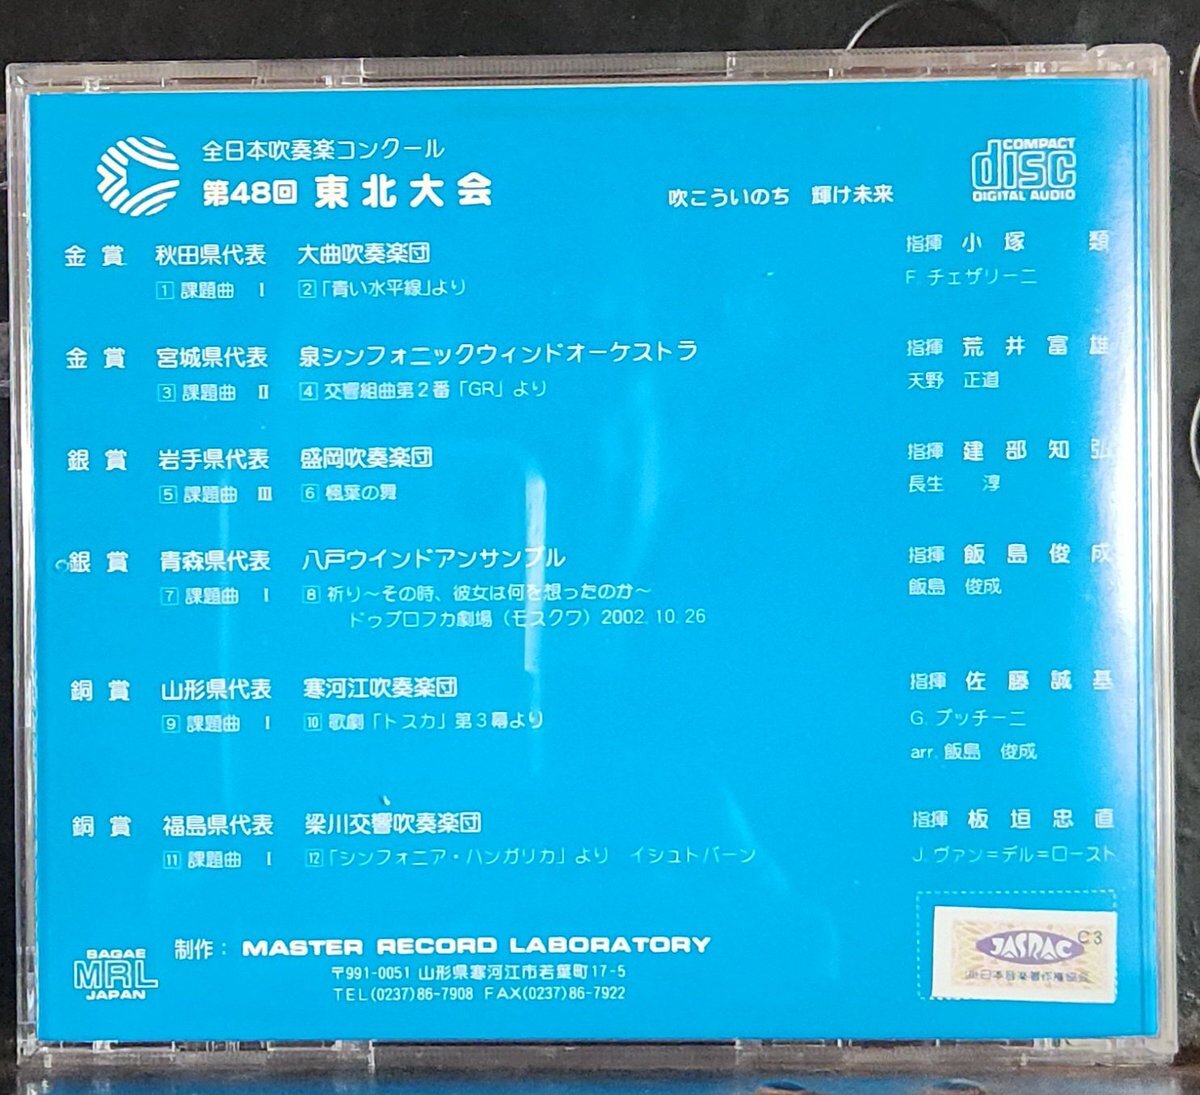 全日本吹奏楽コンクール
第48回 東北大会
吹こういのち 輝け未来
COMPACT
disc
DIGITAL AUDIO
金賞 秋田県代表 大曲吹奏楽団 指揮 小塚 類
1 課題曲 Ⅰ 2 「青い水平線」より F. チェザリーニ
金賞 宮城県代表 泉シンフォニックウィンドオーケストラ 指揮 荒井富雄
3 課題曲 Ⅱ 4 交響組曲第2番「GR」より 天野 正道
銀賞 岩手県代表 盛岡吹奏楽団 指揮 建部知弘
5 課題曲 Ⅲ 6 楓葉の舞 長生 淳
銀賞 青森県代表 八戸ウインドアンサンブル 指揮 飯島俊成
7 課題曲 Ⅰ 8 祈り～その時、彼女は何を想ったのか～ 飯島 俊成
ドゥブロフカ劇場(モスクワ)2002.10.26
銅賞 山形県代表 寒河江吹奏楽団 指揮 佐藤誠基
9 課題曲 Ⅰ 10 歌劇「トスカ」第3幕より G. プッチーニ
arr. 飯島 俊成
銅賞 福島県代表 梁川交響吹奏楽団 指揮 板垣忠直
11 課題曲 Ⅰ 12 「シンフォニア・ハンガリカ」より イシュトバーン J. ヴァン=デル=ロースト
SAGAE
MRL
JAPAN
制作: MASTER RECORD LABORATORY
〒991-0051 山形県寒河江市若葉町17-5
TEL(0237)86-7908 FAX(0237)86-7922
JASRAC C3